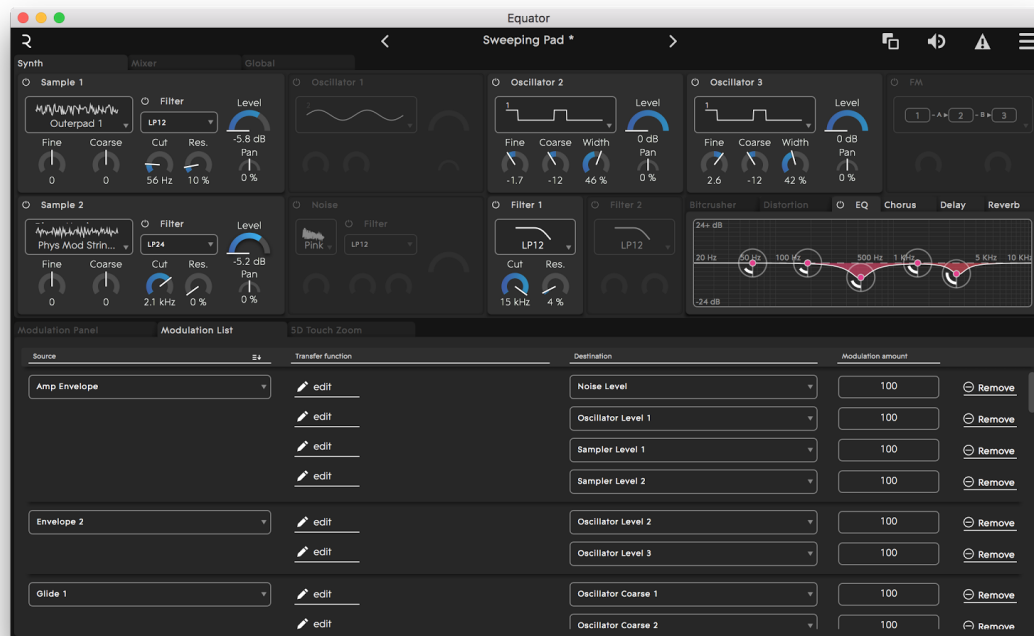 Equator
Sweeping Pad *
Synth Mixer Global
Sample 1
Outerpad 1
Filter
LP12
Level
-5.8 dB
Fine Coarse Cut Res. Pan
0 0 56 Hz 10 % 0 %
Oscillator 1
Oscillator 2
1
Level
0 dB
Fine Coarse Width Pan
-1.7 -12 46 % 0 %
Oscillator 3
1
Level
0 dB
Fine Coarse Width Pan
2.6 -12 42 % 0 %
FM
1 -A▸ 2 -B▸ 3
Sample 2
Phys Mod Strin...
Filter
LP24
Level
-5.2 dB
Fine Coarse Cut Res. Pan
0 0 2.1 kHz 0 % 0 %
Noise
Pink
Filter
LP12
Filter 1
LP12
Cut Res.
15 kHz 4 %
Filter 2
LP12
Bitcrusher Distortion EQ Chorus Delay Reverb
24+ dB
20 Hz 50 Hz 100 Hz 500 Hz 1 kHz 5 KHz 10 KHz
-24 dB
Modulation Panel Modulation List 5D Touch Zoom
Source Transfer function Destination Modulation amount
Amp Envelope edit Noise Level 100 Remove
edit Oscillator Level 1 100 Remove
edit Sampler Level 1 100 Remove
edit Sampler Level 2 100 Remove
Envelope 2 edit Oscillator Level 2 100 Remove
edit Oscillator Level 3 100 Remove
Glide 1 edit Oscillator Coarse 1 100 Remove
edit Oscillator Coarse 2 100 Remove